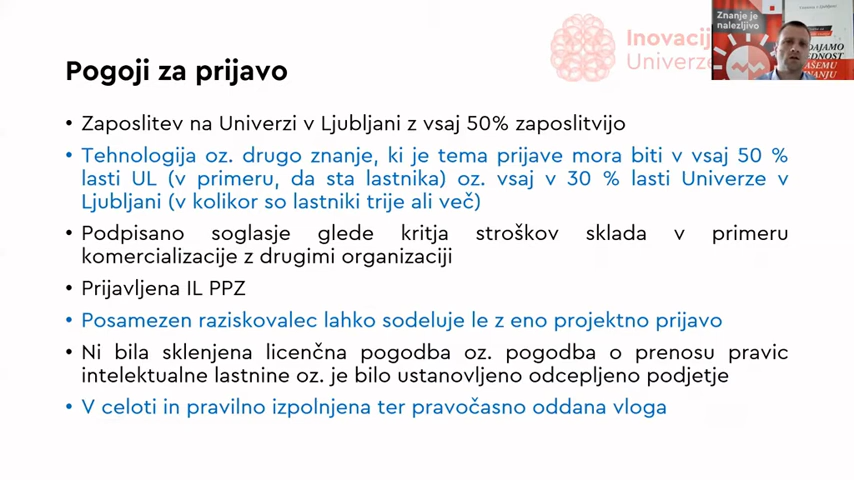 Pogoji za prijavo
Inovacij
Univerze
Znanje je
nalezljivo
• Zaposlitev na Univerzi v Ljubljani z vsaj 50% zaposlitvijo
• Tehnologija oz. drugo znanje, ki je tema prijave mora biti v vsaj 50 %
lasti UL (v primeru, da sta lastnika) oz. vsaj v 30 % lasti Univerze v
Ljubljani (v kolikor so lastniki trije ali več)
• Podpisano soglasje glede kritja stroškov sklada v primeru
komercializacije z drugimi organizaciji
• Prijavljena IL PPZ
• Posamezen raziskovalec lahko sodeluje le z eno projektno prijavo
• Ni bila sklenjena licenčna pogodba oz. pogodba o prenosu pravic
intelektualne lastnine oz. je bilo ustanovljeno odcepljeno podjetje
• V celoti in pravilno izpolnjena ter pravočasno oddana vloga